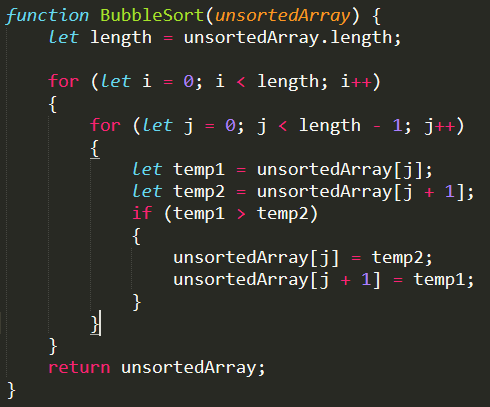 function BubbleSort(unsortedArray) {
    let length = unsortedArray.length;

    for (let i = 0; i < length; i++)
    {
        for (let j = 0; j < length - 1; j++)
        {
            let temp1 = unsortedArray[j];
            let temp2 = unsortedArray[j + 1];
            if (temp1 > temp2)
            {
                unsortedArray[j] = temp2;
                unsortedArray[j + 1] = temp1;
            }
        }
    }
    return unsortedArray;
}